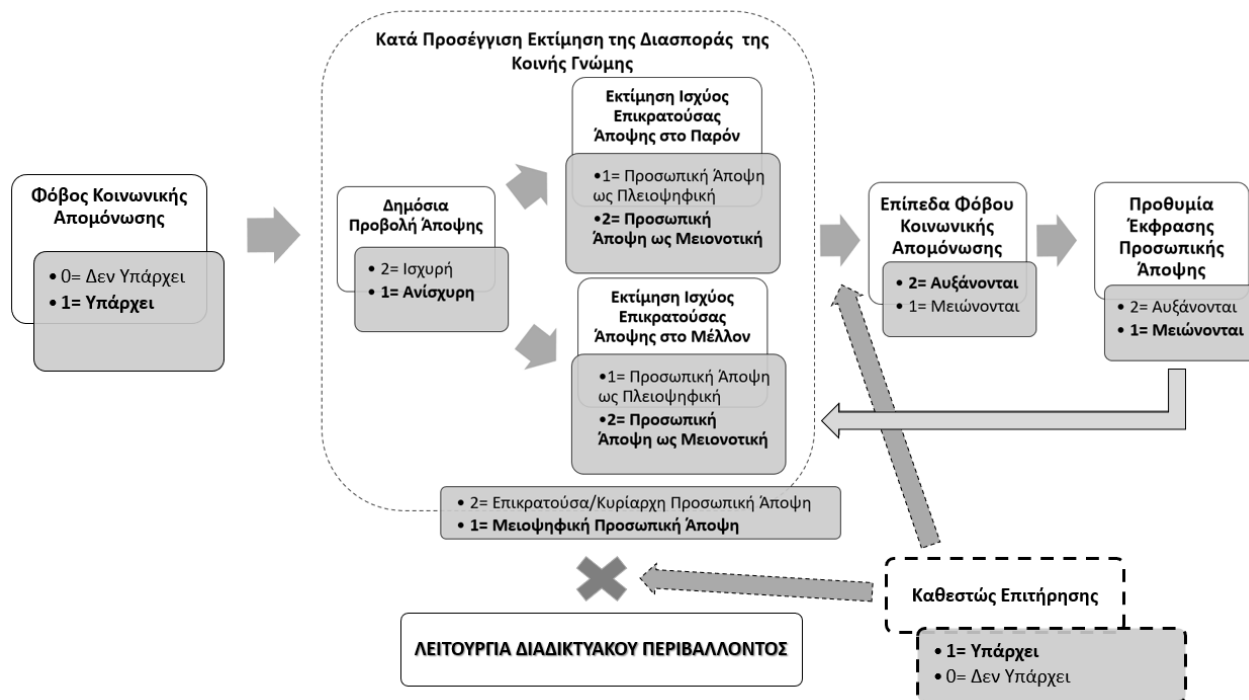 Κατά Προσέγγιση Εκτίμηση της Διασποράς της
Κοινής Γνώμης
Φόβος Κοινωνικής
Απομόνωσης
• 0= Δεν Υπάρχει
• 1= Υπάρχει
Δημόσια
Προβολή Άποψης
• 2= Ισχυρή
• 1= Ανίσχυρη
Εκτίμηση Ισχύος
Επικρατούσας
Άποψης στο Παρόν
•1= Προσωπική Άποψη
ως Πλειοψηφική
•2= Προσωπική
Άποψη ως Μειονοτική
Εκτίμηση Ισχύος
Επικρατούσας
Άποψης στο Μέλλον
•1= Προσωπική Άποψη
ως Πλειοψηφική
•2= Προσωπική
Άποψη ως Μειονοτική
• 2= Επικρατούσα/Κυρίαρχη Προσωπική Άποψη
• 1= Μειοψηφική Προσωπική Άποψη
Επίπεδα Φόβου
Κοινωνικής
Απομόνωσης
• 2= Αυξάνονται
• 1= Μειώνονται
Προθυμία
Έκφρασης
Προσωπικής
Άποψης
• 2= Αυξάνονται
• 1= Μειώνονται
ΛΕΙΤΟΥΡΓΙΑ ΔΙΑΔΙΚΤΥΑΚΟΥ ΠΕΡΙΒΑΛΛΟΝΤΟΣ
Καθεστώς Επιτήρησης
• 1= Υπάρχει
• 0= Δεν Υπάρχει